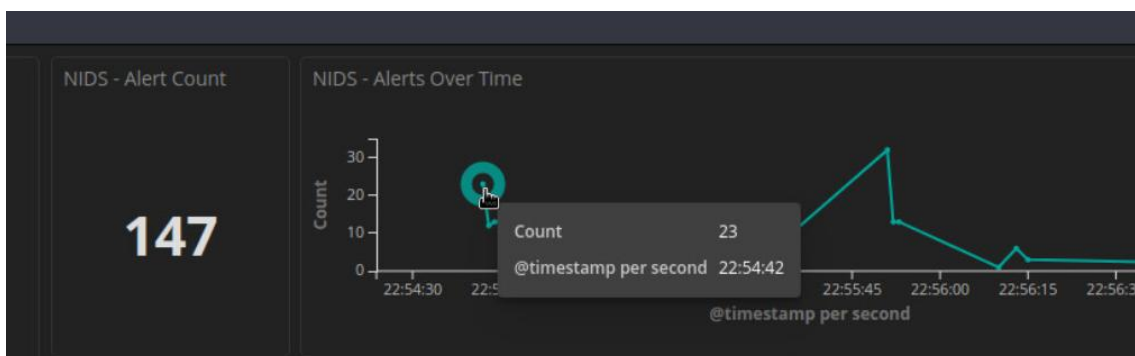 NIDS - Alert Count
147
NIDS - Alerts Over Time
Count
30
20
10
0
Count 23
@timestamp per second 22:54:42
22:54:30 22:55:45 22:56:00 22:56:15
@timestamp per second